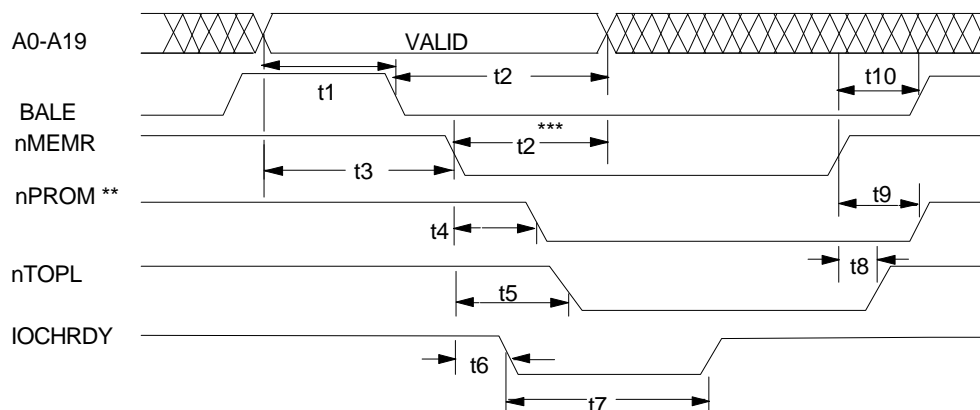 A0-A19
VALID
t1
t2
t10
BALE
nMEMR
t2 ***
t3
nPROM **
t9
t4
t8
nTOPL
t5
IOCHRDY
t6
t7